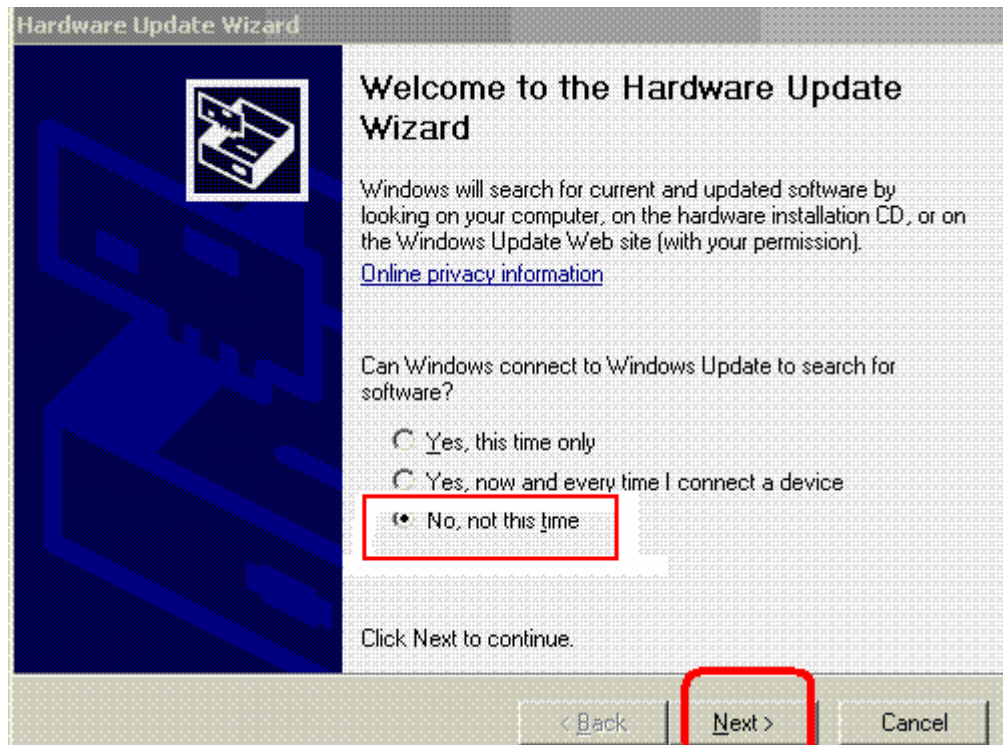 Hardware Update Wizard
Welcome to the Hardware Update
Wizard
Windows will search for current and updated software by
looking on your computer, on the hardware installation CD, or on
the Windows Update Web site (with your permission).
Online privacy information
Can Windows connect to Windows Update to search for
software?
Yes, this time only
Yes, now and every time I connect a device
No, not this time
Click Next to continue.
< Back Next > Cancel